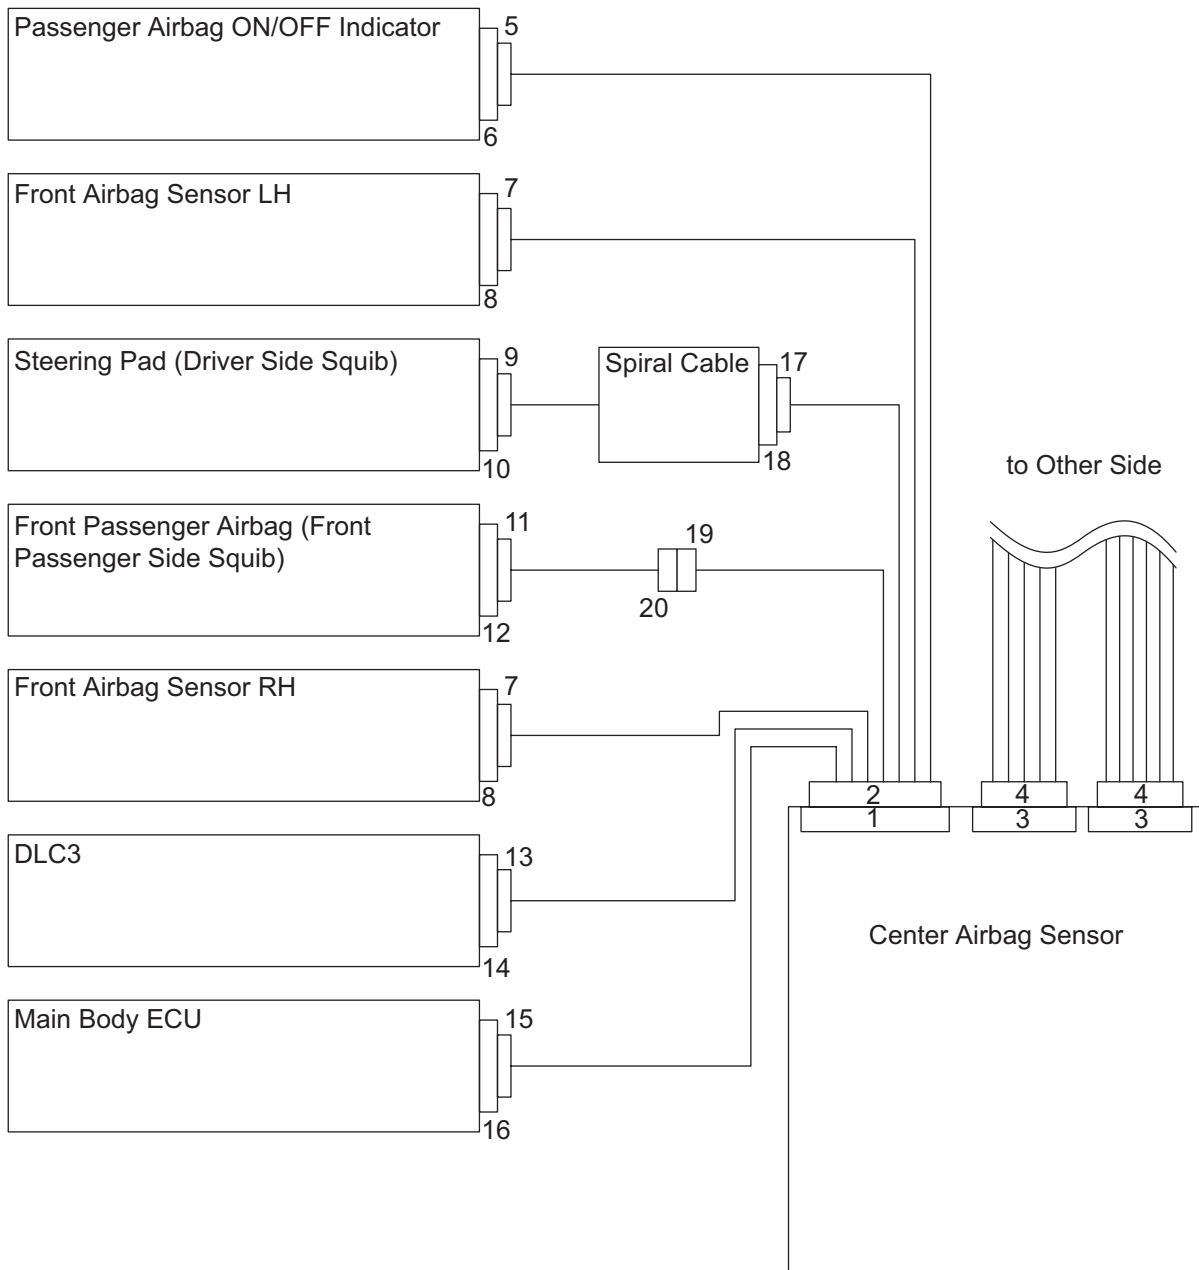 Passenger Airbag ON/OFF Indicator
5
6
Front Airbag Sensor LH
7
8
Steering Pad (Driver Side Squib)
9
10
Spiral Cable
17
18
to Other Side
Front Passenger Airbag (Front
Passenger Side Squib)
11
12
19
20
Front Airbag Sensor RH
7
8
2
4
4
1
3
3
DLC3
13
14
Center Airbag Sensor
Main Body ECU
15
16